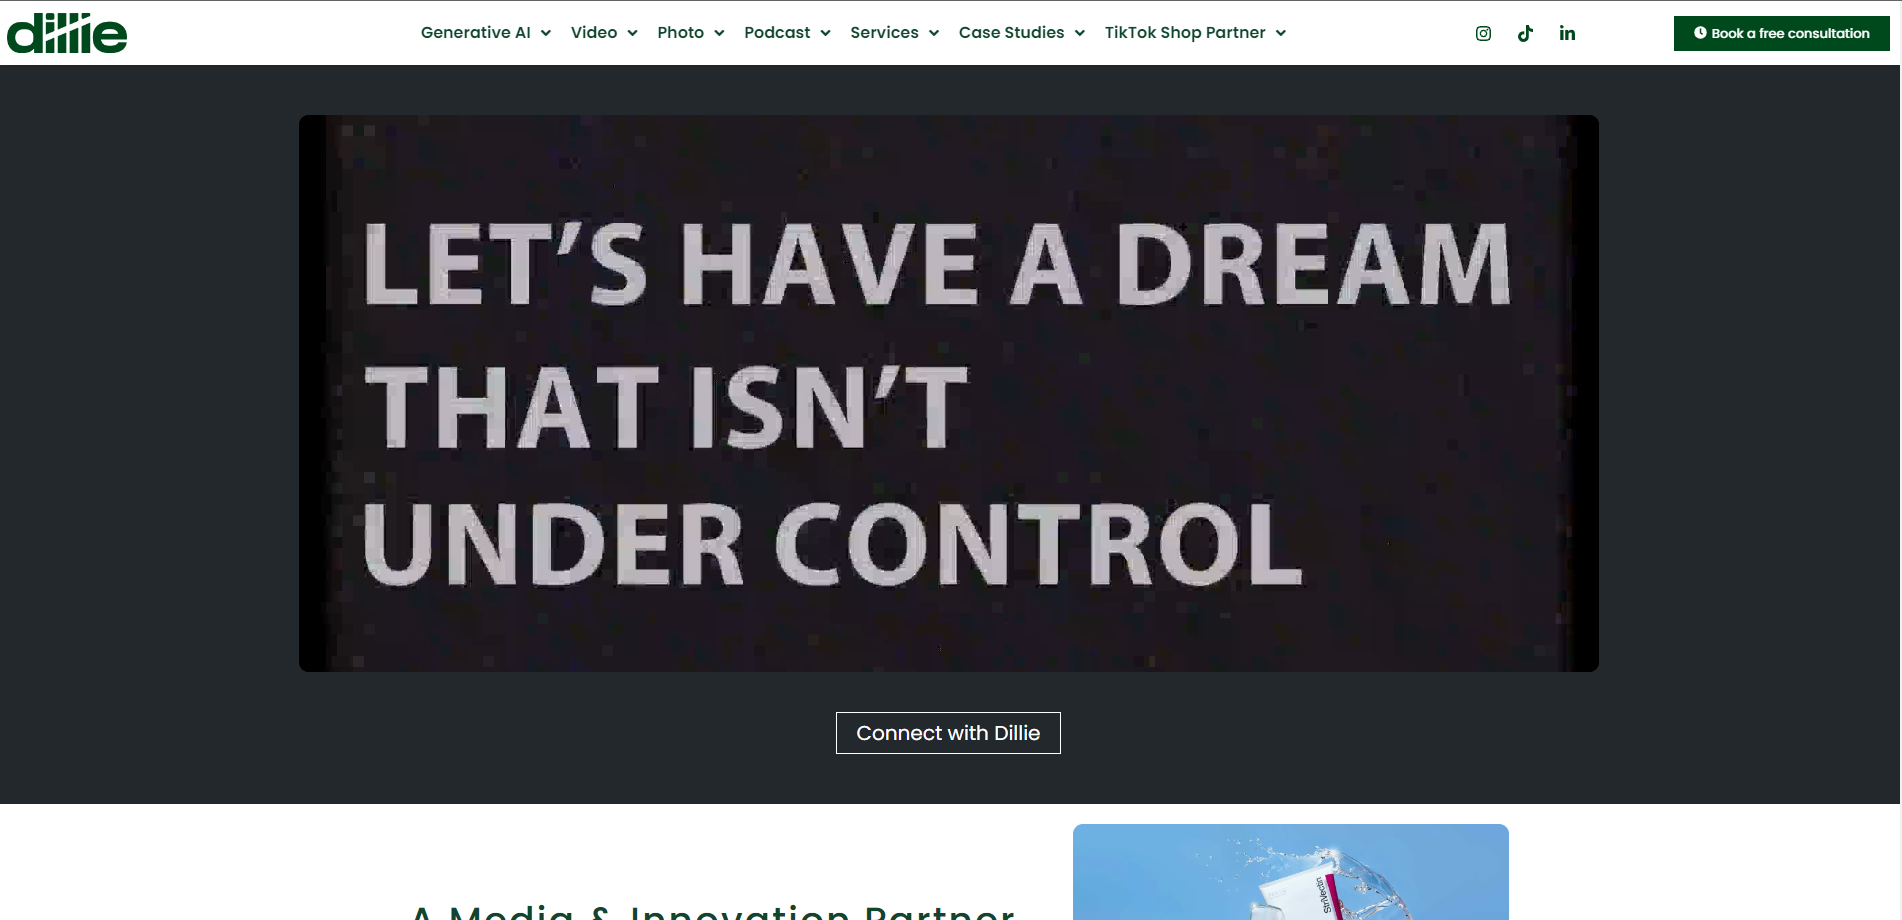 dillie
Generative AI Video Photo Podcast Services Case Studies TikTok Shop Partner
Book a free consultation
LET'S HAVE A DREAM
THAT ISN'T
UNDER CONTROL
Connect with Dillie
A Media & Innovation Partner
StriVectin